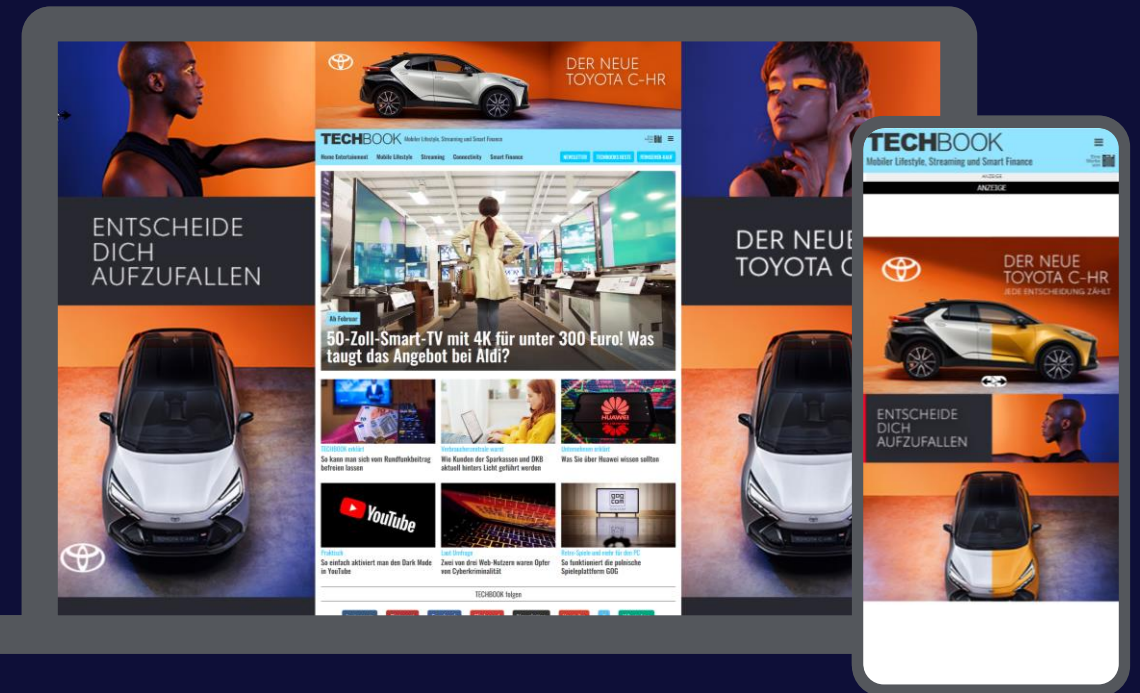 ENTSCHEIDE
DICH
AUFZUFALLEN
DER NEUE
TOYOTA C-HR
TECHBOOK Mobiler Lifestyle, Streaming und Smart Finance
Home Entertainment Mobile Lifestyle Streaming Connectivity Smart Finance NEWSLETTER
Ab Februar
50-Zoll-Smart-TV mit 4K für unter 300 Euro! Was
taugt das Angebot bei Aldi?
TECHBOOK erklärt
So kann man sich vom Rundfunkbeitrag
befreien lassen
Verbraucherzentrale warnt
Wie Kunden der Sparkassen und DKB
aktuell hinters Licht geführt werden
HUAWEI
Unternehmen erklärt
Was Sie über Huawei wissen sollten
YouTube
Praktisch
So einfach aktiviert man den Dark Mode
in YouTube
Laut Umfrage
Zwei von drei Web-Nutzern waren Opfer
von Cyberkriminalität
gog
com
Retro-Spiele und mehr für den PC
So funktioniert die polnische
Spieleplattform GOG
TECHBOOK folgen
DER NEUE
TOYOTA C
TECHBOOK
Mobiler Lifestyle, Streaming und Smart Finance
ANZEIGE
ANZEIGE
DER NEUE
TOYOTA C-HR
JEDE ENTSCHEIDUNG ZÄHLT
ENTSCHEIDE
DICH
AUFZUFALLEN